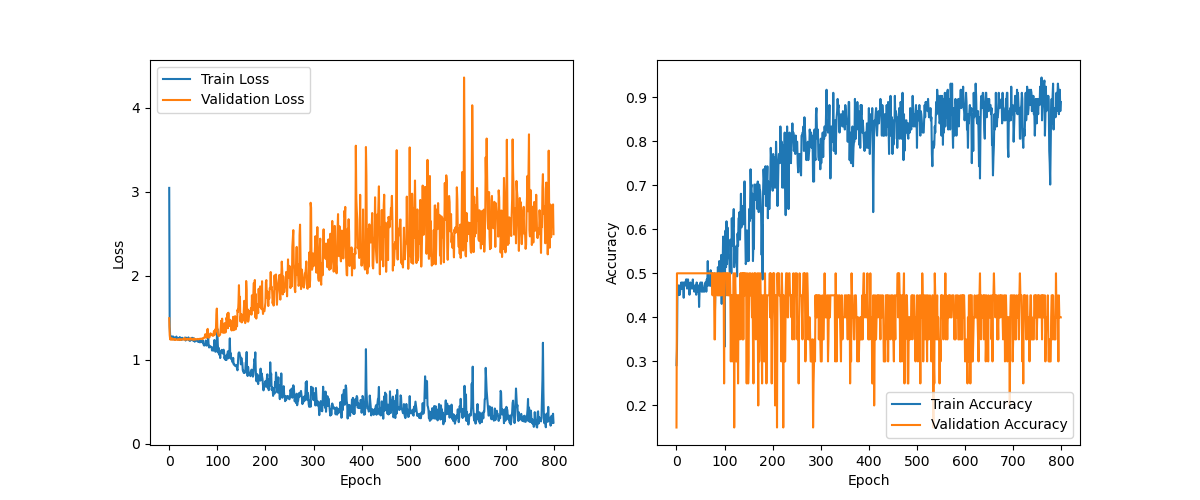 Train Loss
Validation Loss
4
3
2
1
0
Loss
0 100 200 300 400 500 600 700 800
Epoch
0.9
0.8
0.7
0.6
0.5
0.4
0.3
0.2
Accuracy
Train Accuracy
Validation Accuracy
0 100 200 300 400 500 600 700 800
Epoch